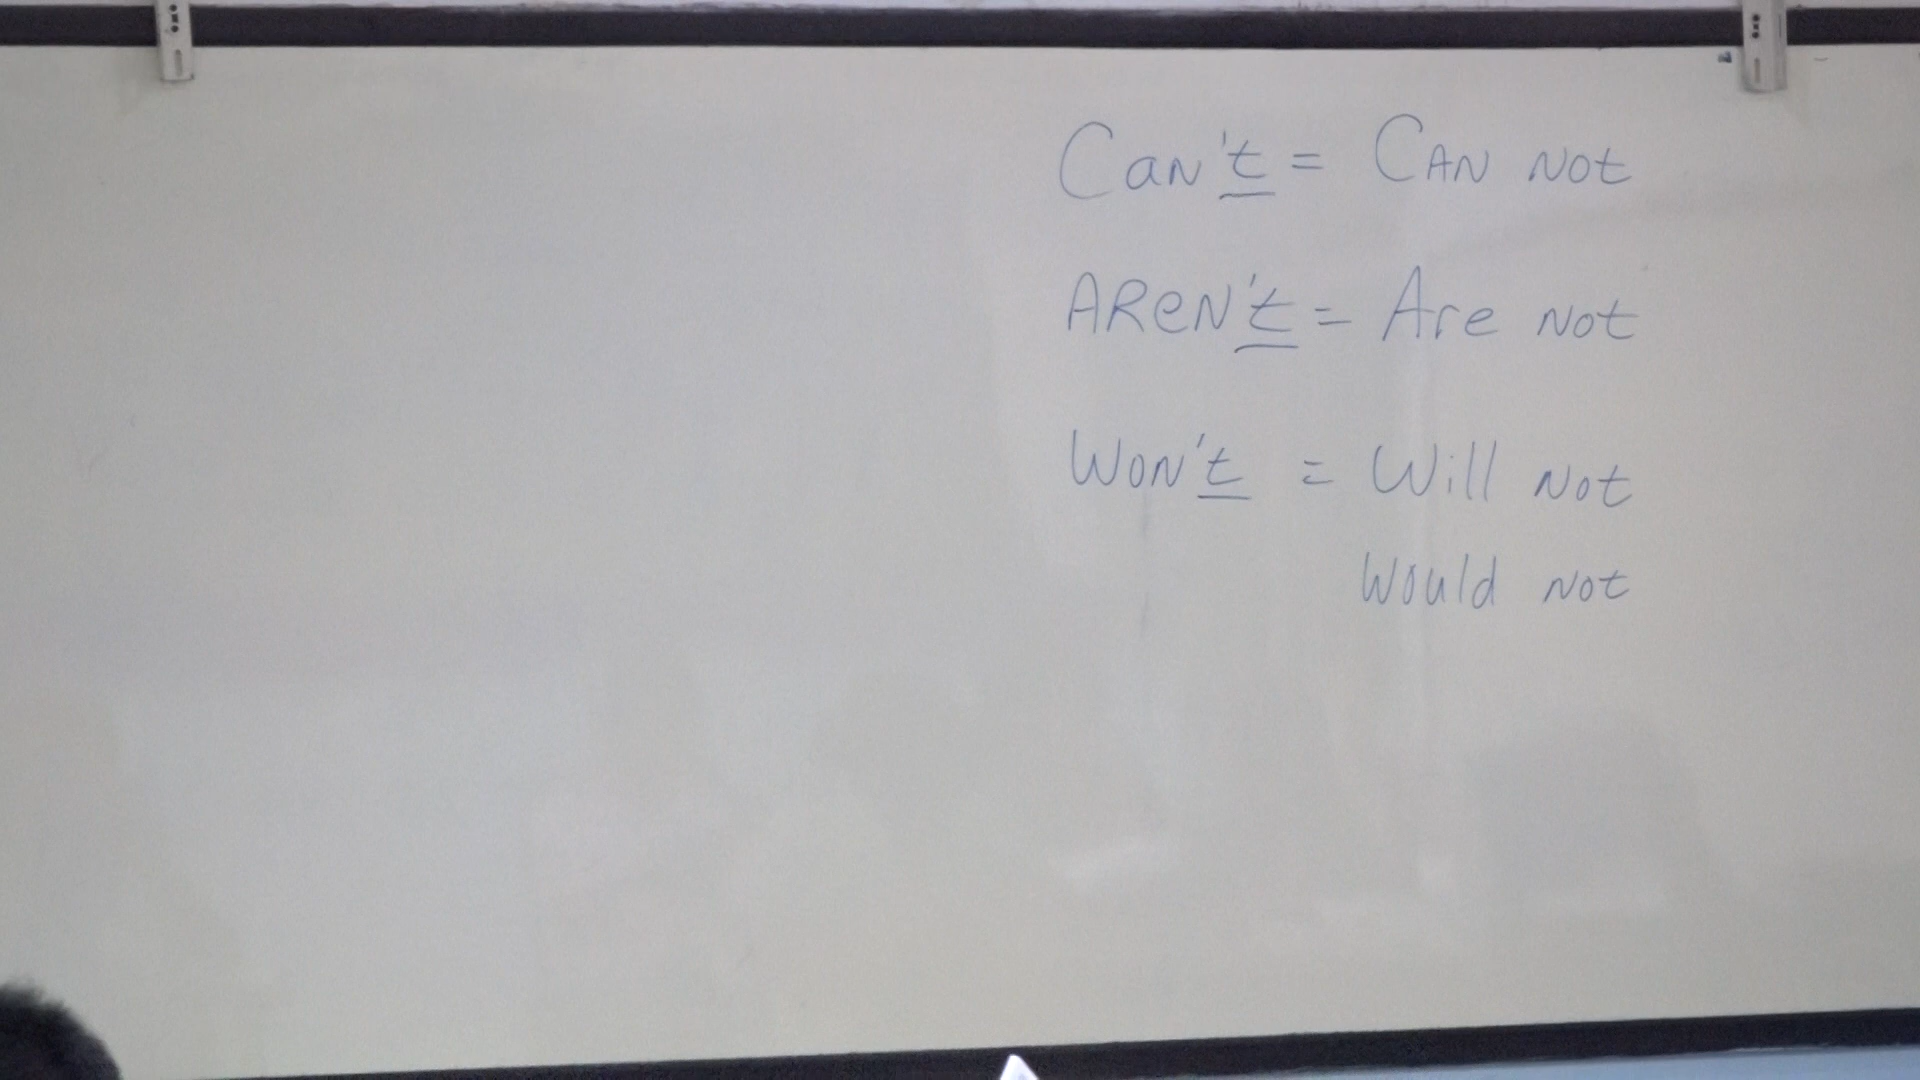 Can't = CAN Not
AReN't = Are Not
Won't = Will Not
Would Not